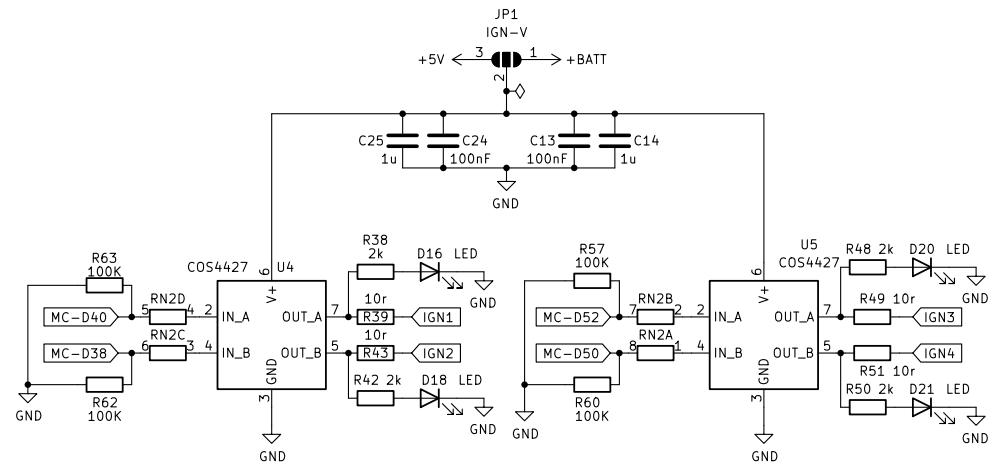 JP1
IGN-V
+5V 3 1 +BATT
2
C25 C24 C13 C14
1u 100nF 100nF 1u
GND
R63
100K
COS4427 U4
6
V+
R38
2k
D16 LED
GND
MC-D40 5 RN2D 4 2 IN_A OUT_A 7 10r R39 IGN1
MC-D38 6 RN2C 3 4 IN_B OUT_B 5 10r R43 IGN2
GND
3
GND
R62
100K
GND
R42 2k D18 LED
GND
R57
100K
U5
COS4427
6
V+
R48 2k D20 LED
GND
MC-D52 7 RN2B 2 2 IN_A OUT_A 7 R49 10r IGN3
MC-D50 8 RN2A 1 4 IN_B OUT_B 5 R51 10r IGN4
GND
3
GND
R60
100K
GND
R50 2k D21 LED
GND